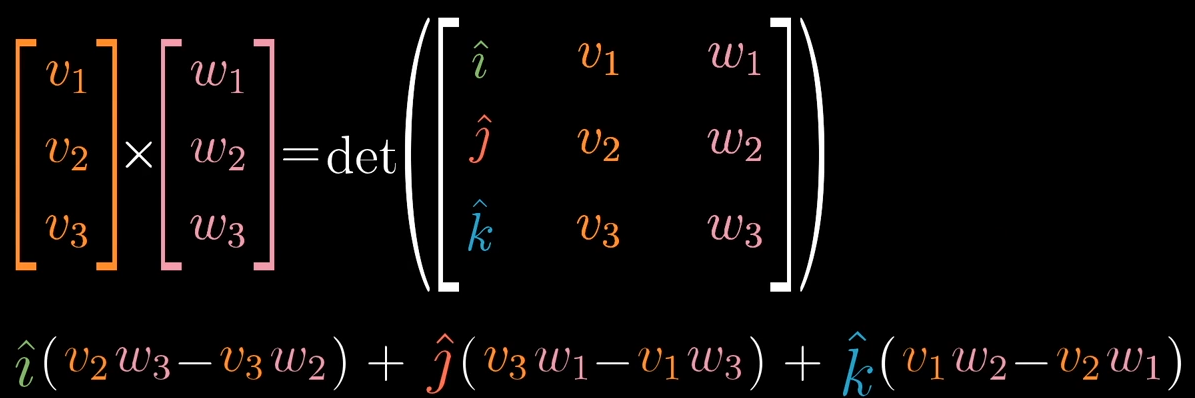 [v₁ v₂ v₃] × [w₁ w₂ w₃] = det([î v₁ w₁
ĵ v₂ w₂
k̂ v₃ w₃])
î(v₂w₃−v₃w₂) + ĵ(v₃w₁−v₁w₃) + k̂(v₁w₂−v₂w₁)